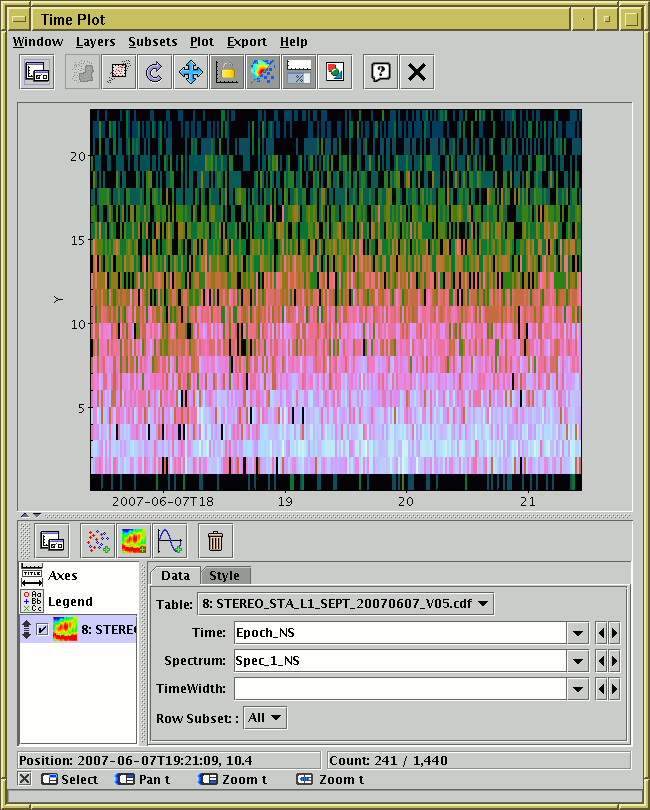 Time Plot
Window Layers Subsets Plot Export Help
20
15
Y
10
5
2007-06-07T18 19 20 21
Axes
Legend
8: STERE
Data Style
Table: 8: STEREO_STA_L1_SEPT_20070607_V05.cdf
Time: Epoch_NS
Spectrum: Spec_1_NS
TimeWidth:
Row Subset: : All
Position: 2007-06-07T19:21:09, 10.4 Count: 241 / 1,440
Select Pan t Zoom t Zoom t